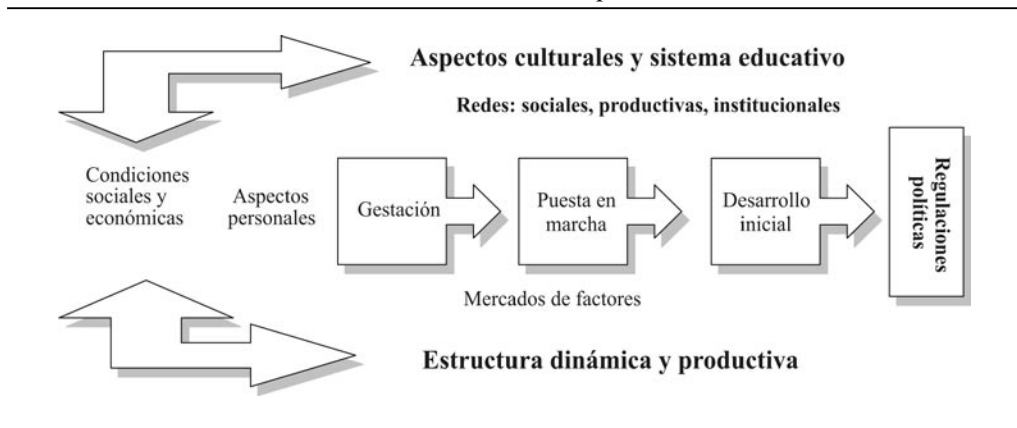 Aspectos culturales y sistema educativo
Redes: sociales, productivas, institucionales
Condiciones
sociales y
económicas
Aspectos
personales
Gestación
Puesta en
marcha
Desarrollo
inicial
Regulaciones
políticas
Mercados de factores
Estructura dinámica y productiva